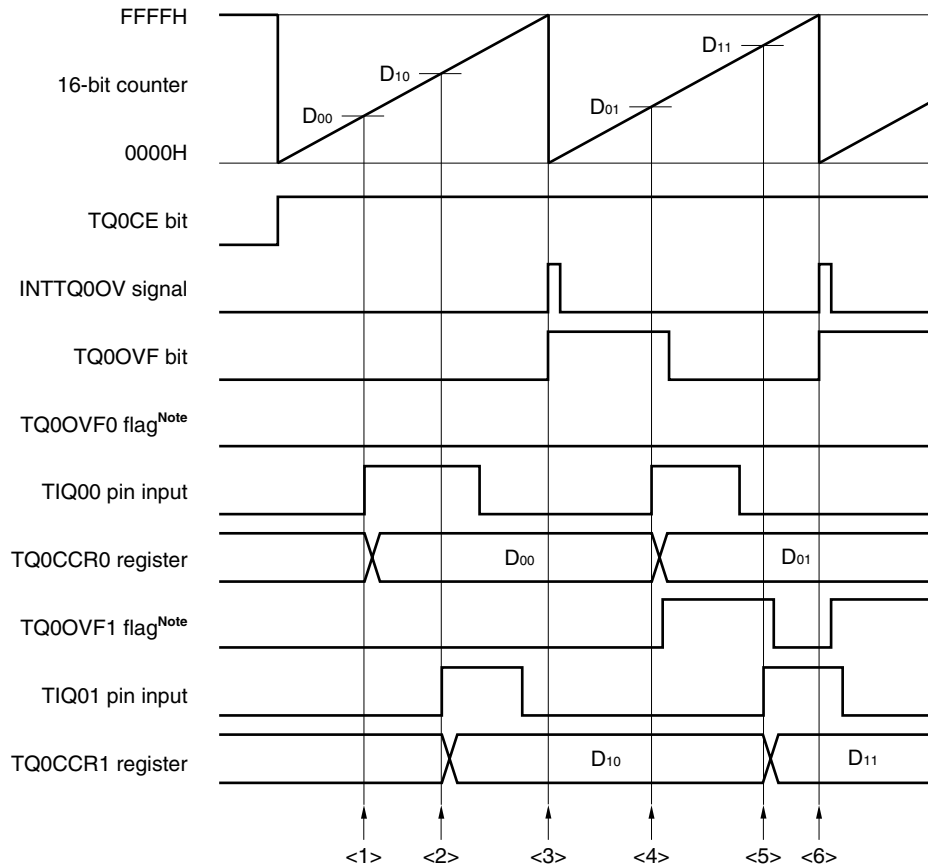 FFFFH
D11
D10
16-bit counter
D01
D00
0000H
TQ0CE bit
INTTQ0OV signal
TQ0OVF bit
TQ0OVF0 flagNote
TIQ00 pin input
TQ0CCR0 register D00 D01
TQ0OVF1 flagNote
TIQ01 pin input
TQ0CCR1 register D10 D11
<1> <2> <3> <4> <5> <6>